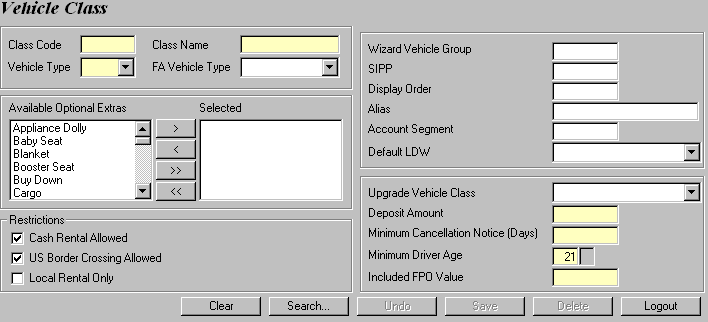 Vehicle Class
Class Code Class Name
Vehicle Type FA Vehicle Type
Available Optional Extras Selected
Appliance Dolly
Baby Seat
Blanket
Booster Seat
Buy Down
Cargo
>
<
>>
<<
Restrictions
Cash Rental Allowed
US Border Crossing Allowed
Local Rental Only
Wizard Vehicle Group
SIPP
Display Order
Alias
Account Segment
Default LDW
Upgrade Vehicle Class
Deposit Amount
Minimum Cancellation Notice (Days)
Minimum Driver Age 21
Included FPO Value
Clear Search... Undo Save Delete Logout